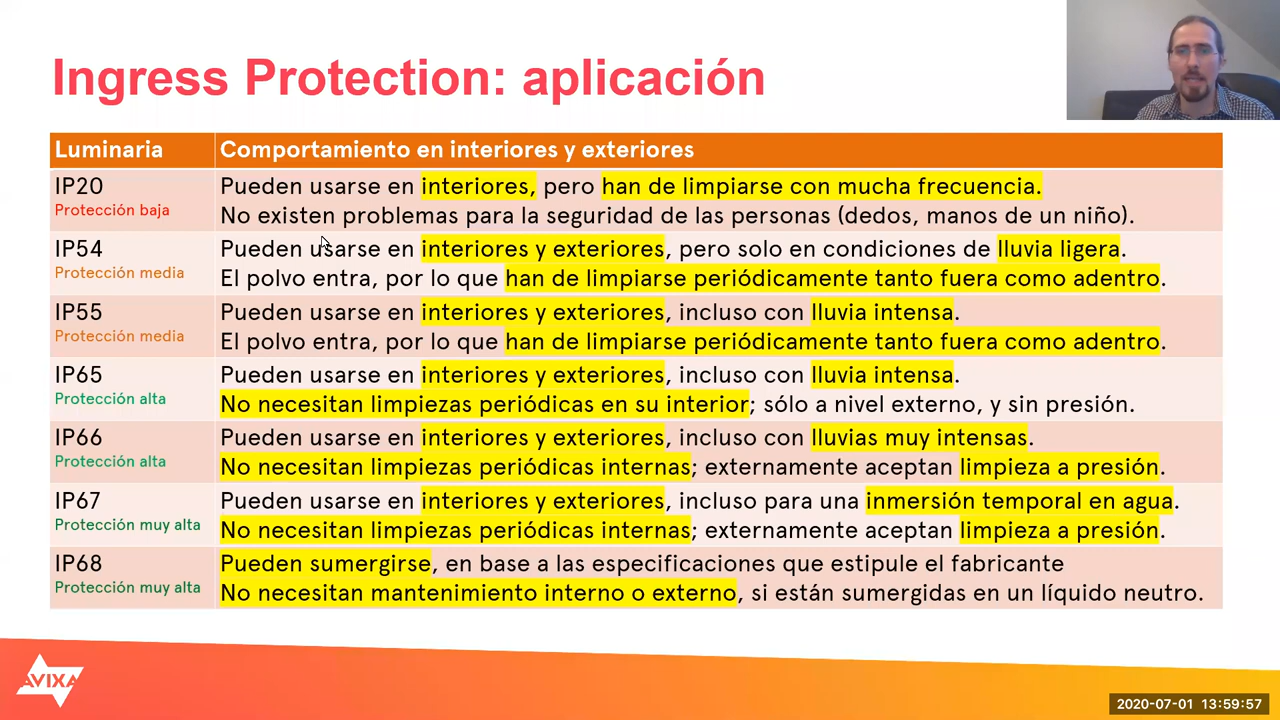 Ingress Protection: aplicación
Luminaria
Comportamiento en interiores y exteriores
IP20
Protección baja
Pueden usarse en interiores, pero han de limpiarse con mucha frecuencia.
No existen problemas para la seguridad de las personas (dedos, manos de un niño).
IP54
Protección media
Pueden usarse en interiores y exteriores, pero solo en condiciones de lluvia ligera.
El polvo entra, por lo que han de limpiarse periódicamente tanto fuera como adentro.
IP55
Protección media
Pueden usarse en interiores y exteriores, incluso con lluvia intensa.
El polvo entra, por lo que han de limpiarse periódicamente tanto fuera como adentro.
IP65
Protección alta
Pueden usarse en interiores y exteriores, incluso con lluvia intensa.
No necesitan limpiezas periódicas en su interior; sólo a nivel externo, y sin presión.
IP66
Protección alta
Pueden usarse en interiores y exteriores, incluso con lluvias muy intensas.
No necesitan limpiezas periódicas internas; externamente aceptan limpieza a presión.
IP67
Protección muy alta
Pueden usarse en interiores y exteriores, incluso para una inmersión temporal en agua.
No necesitan limpiezas periódicas internas; externamente aceptan limpieza a presión.
IP68
Protección muy alta
Pueden sumergirse, en base a las especificaciones que estipule el fabricante
No necesitan mantenimiento interno o externo, si están sumergidas en un líquido neutro.
AVIXA
2020-07-01 13:59:57